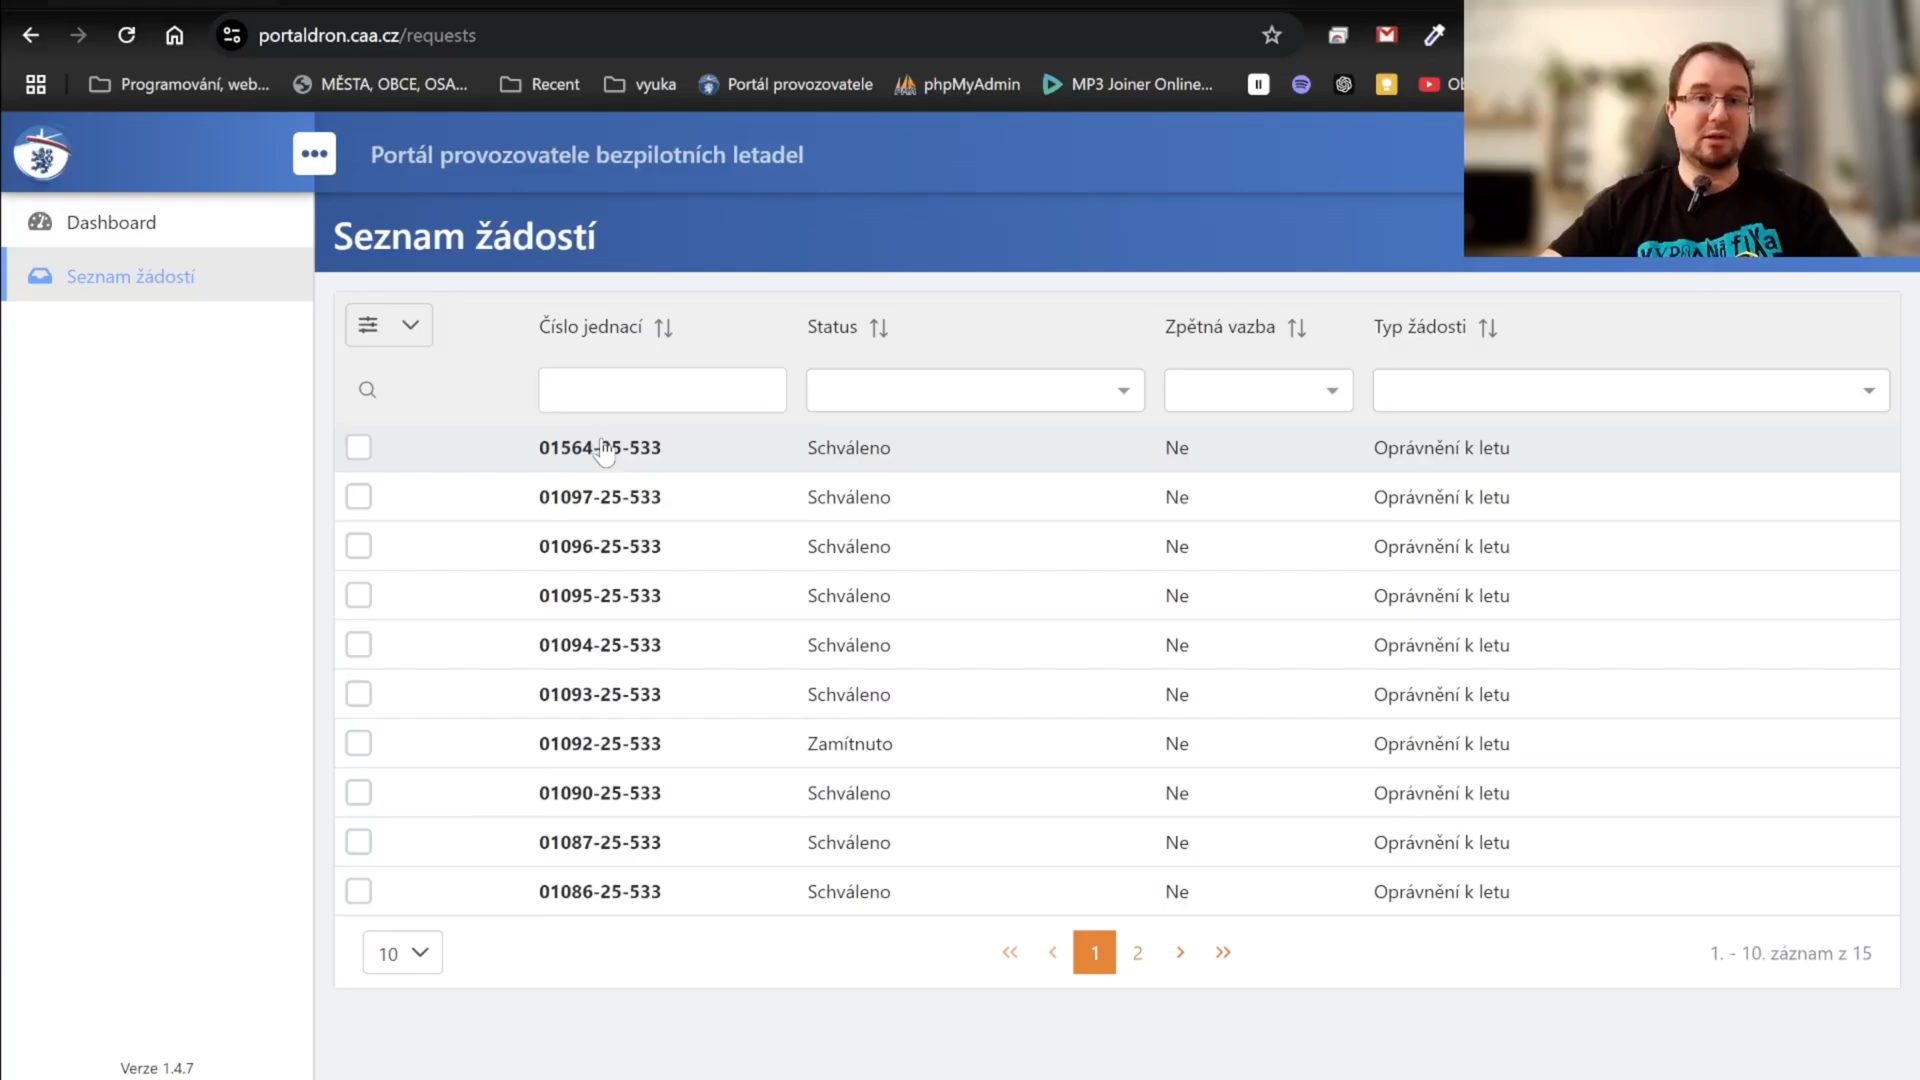 portaldron.caa.cz/requests
Programování, web...
MĚSTA, OBCE, OSA...
Recent
vyuka
Portál provozovatele
phpMyAdmin
MP3 Joiner Online...
Portál provozovatele bezpilotních letadel
Dashboard
Seznam žádostí
Seznam žádostí
Číslo jednací Status Zpětná vazba Typ žádosti
01564-25-533 Schváleno Ne Oprávnění k letu
01097-25-533 Schváleno Ne Oprávnění k letu
01096-25-533 Schváleno Ne Oprávnění k letu
01095-25-533 Schváleno Ne Oprávnění k letu
01094-25-533 Schváleno Ne Oprávnění k letu
01093-25-533 Schváleno Ne Oprávnění k letu
01092-25-533 Zamítnuto Ne Oprávnění k letu
01090-25-533 Schváleno Ne Oprávnění k letu
01087-25-533 Schváleno Ne Oprávnění k letu
01086-25-533 Schváleno Ne Oprávnění k letu
10 « ‹ 1 2 › » 1. - 10. záznam z 15
Verze 1.4.7